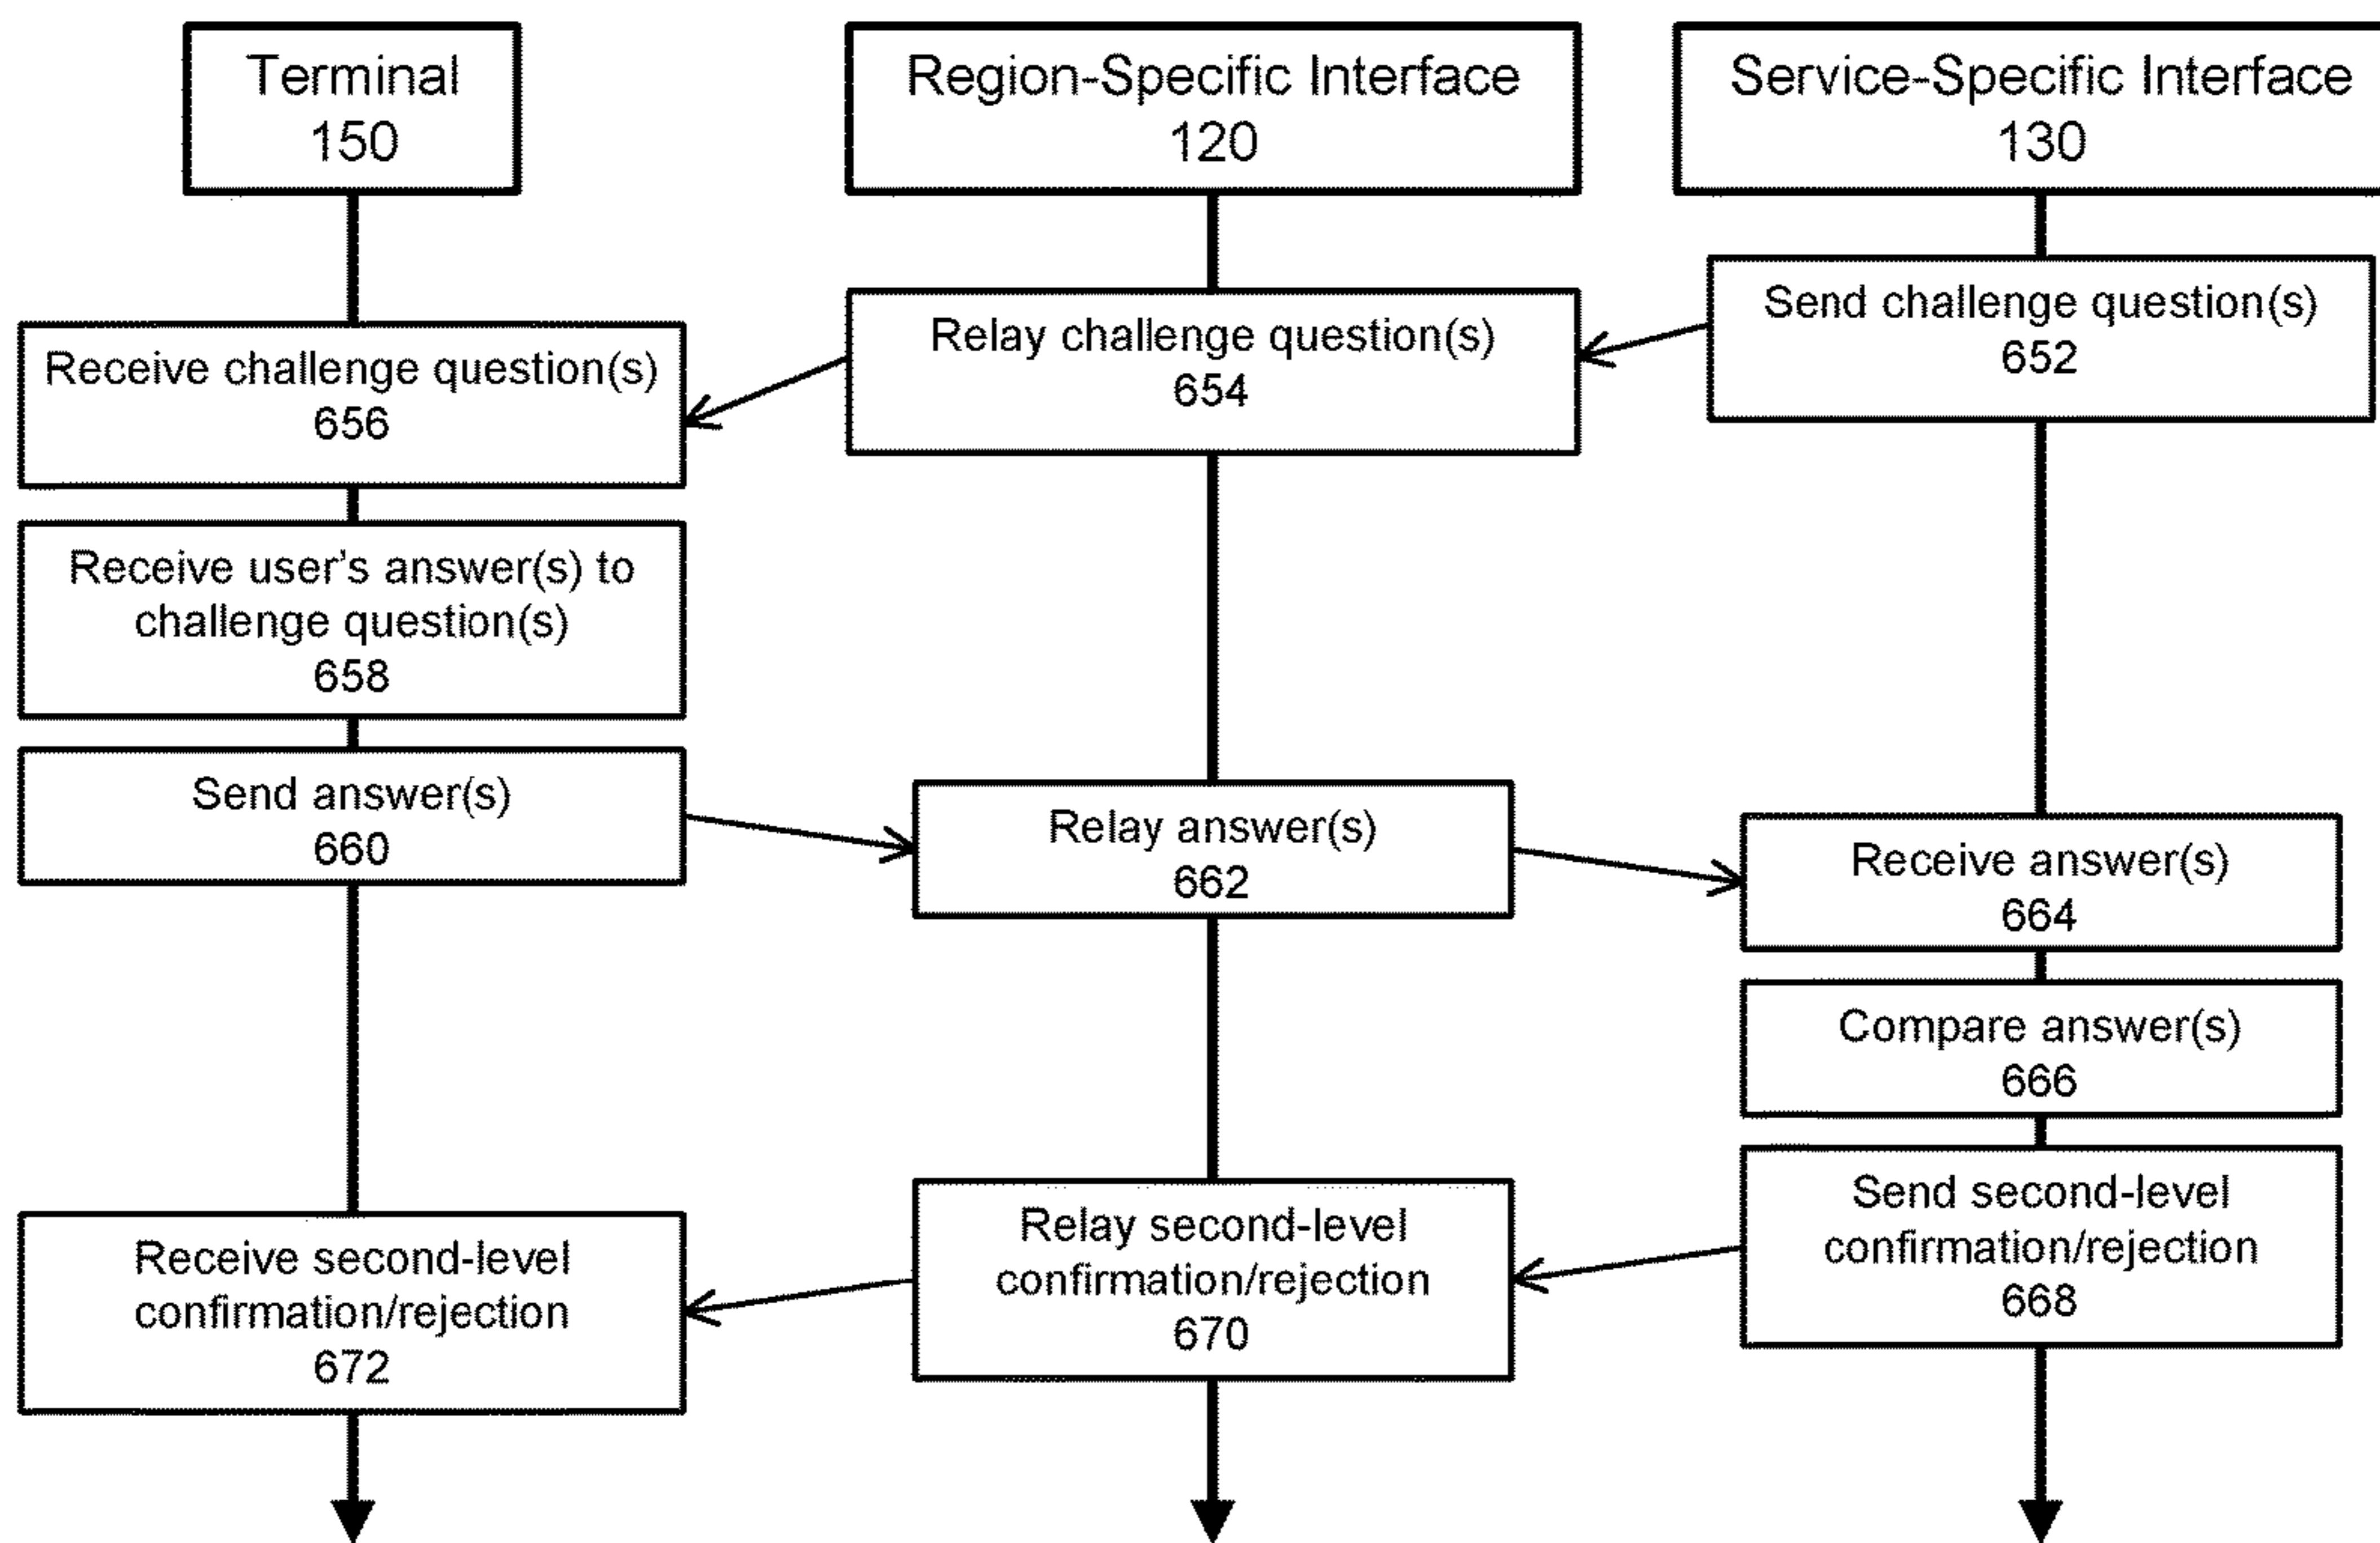 Terminal
150
Region-Specific Interface
120
Service-Specific Interface
130
Send challenge question(s)
652
Relay challenge question(s)
654
Receive challenge question(s)
656
Receive user's answer(s) to
challenge question(s)
658
Send answer(s)
660
Relay answer(s)
662
Receive answer(s)
664
Compare answer(s)
666
Send second-level
confirmation/rejection
668
Relay second-level
confirmation/rejection
670
Receive second-level
confirmation/rejection
672